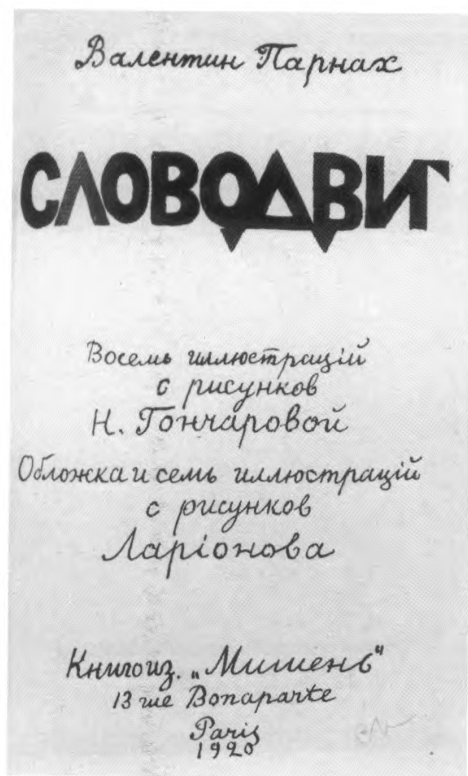 Валентин Парнах
СЛОВОДВИГ
Восемь иллюстрацій
с рисунков
Н. Гончаровой
Обложка и семь иллюстрацій
с рисунков
Ларіонова
Книгоиз. „Мишень"
13 rue Bonaparte
Paris
1920